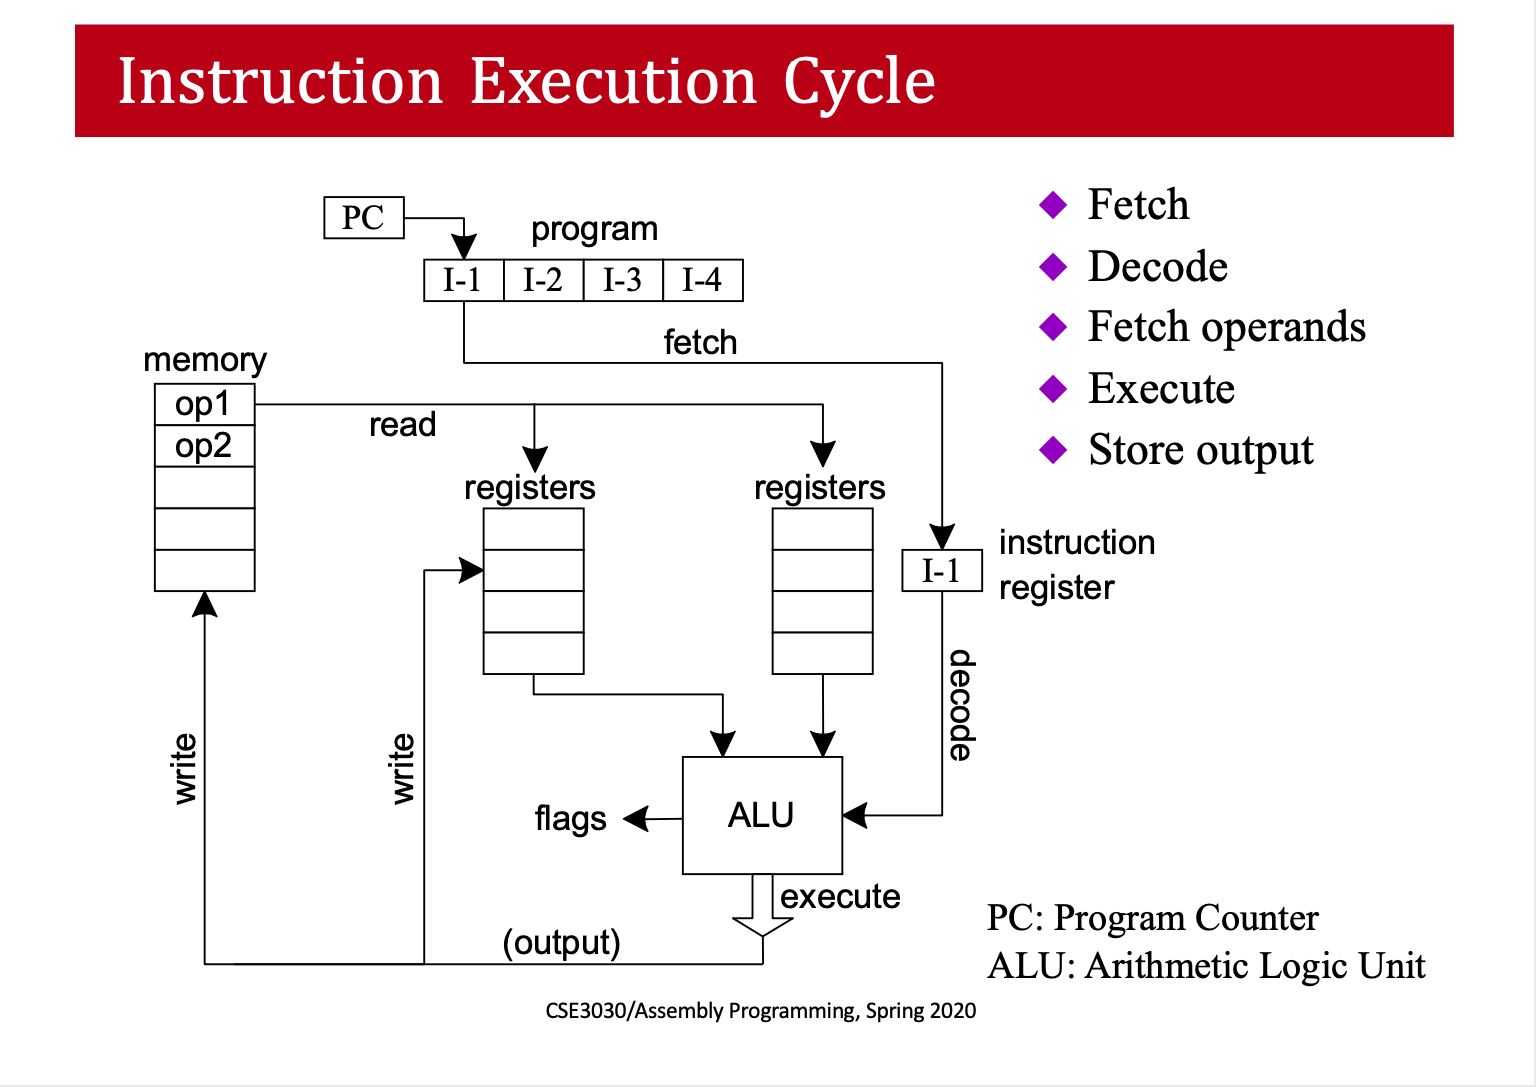 Instruction Execution Cycle
PC
program
I-1 I-2 I-3 I-4
fetch
memory
op1
op2
read
registers
registers
I-1
instruction
register
decode
write
write
flags
ALU
execute
(output)
Fetch
Decode
Fetch operands
Execute
Store output
PC: Program Counter
ALU: Arithmetic Logic Unit
CSE3030/Assembly Programming, Spring 2020